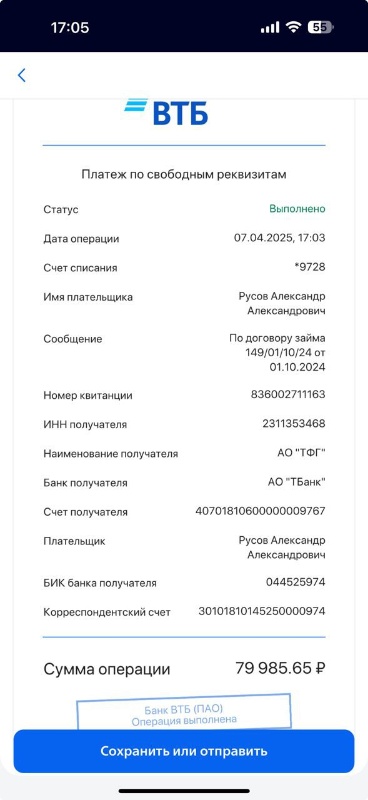 17:05
55
ВТБ
Платеж по свободным реквизитам
Статус Выполнено
Дата операции 07.04.2025, 17:03
Счет списания *9728
Имя плательщика Русов Александр
Александрович
Сообщение По договору займа
149/01/10/24 от
01.10.2024
Номер квитанции 836002711163
ИНН получателя 2311353468
Наименование получателя АО "ТФГ"
Банк получателя АО "ТБанк"
Счет получателя 40701810600000009767
Плательщик Русов Александр
Александрович
БИК банка получателя 044525974
Корреспондентский счет 30101810145250000974
Сумма операции 79 985.65 ₽
Банк ВТБ (ПАО)
Операция выполнена
Сохранить или отправить